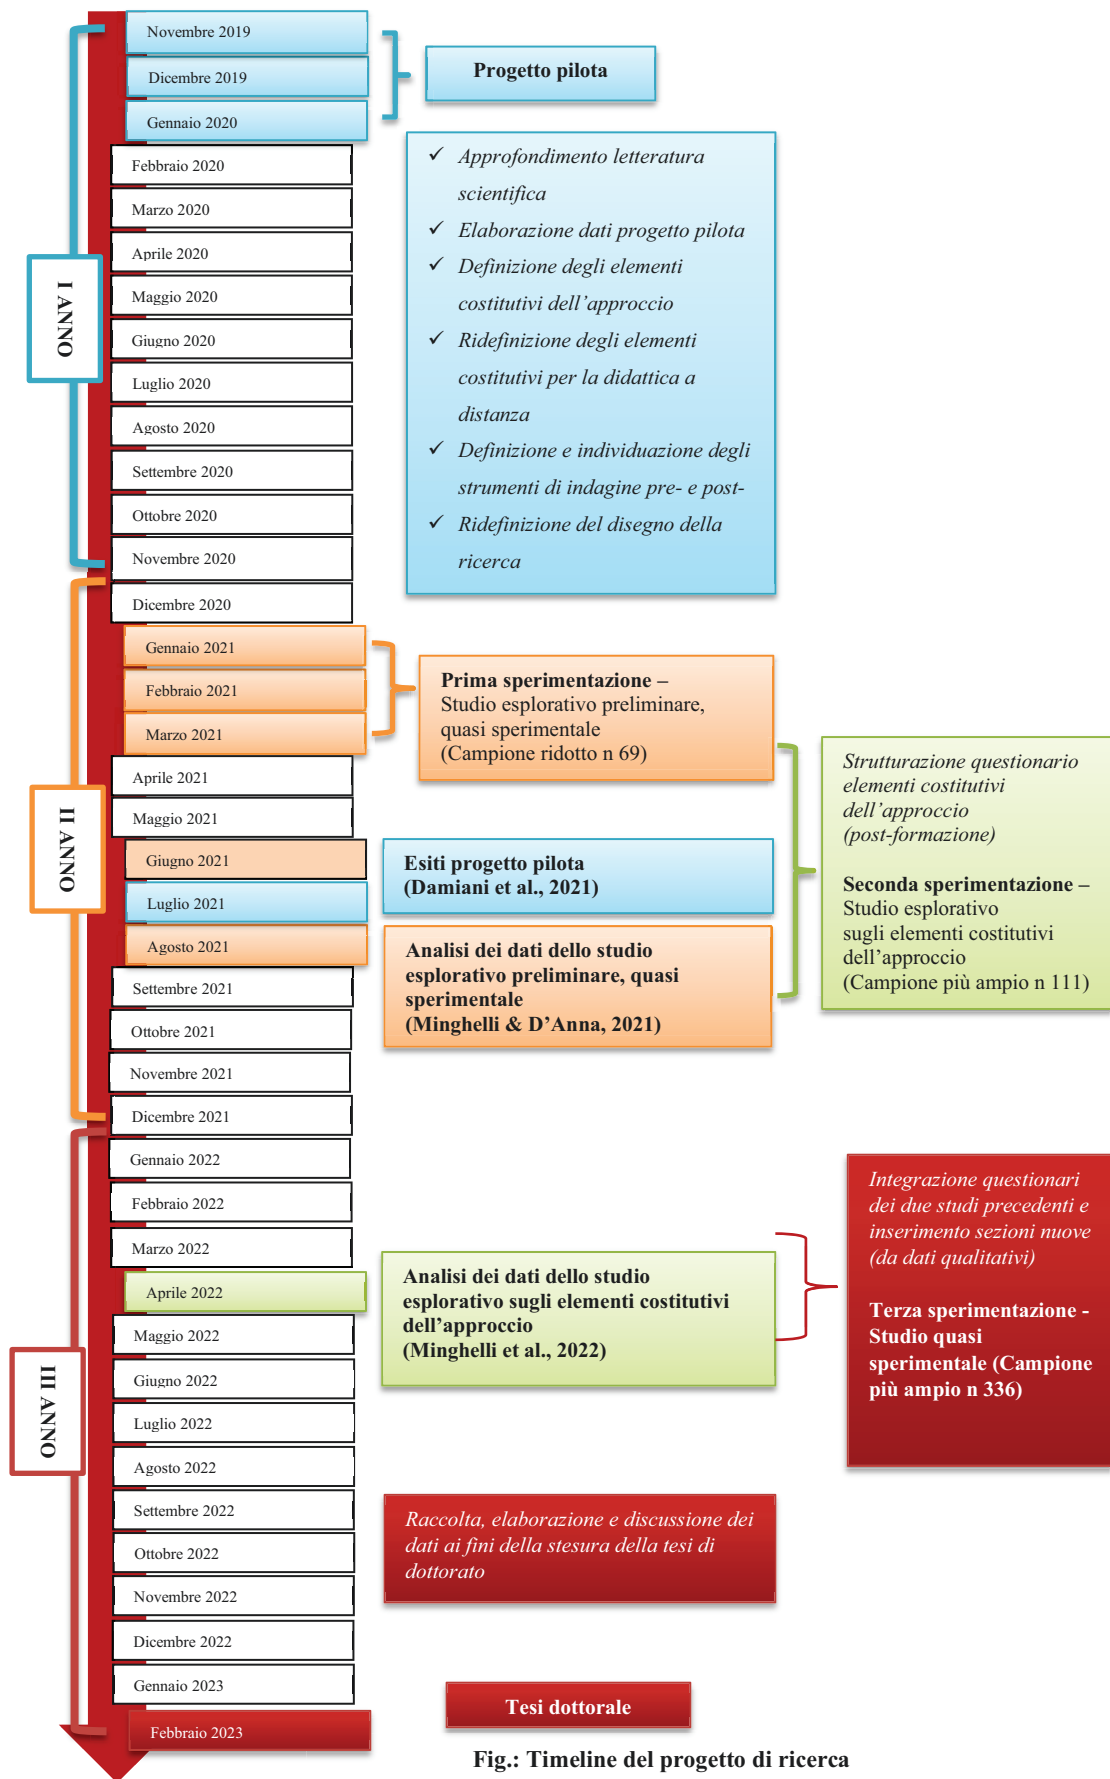 Novembre 2019
Dicembre 2019
Gennaio 2020
Progetto pilota
Febbraio 2020
Marzo 2020
Aprile 2020
Maggio 2020
Giugno 2020
Luglio 2020
Agosto 2020
Settembre 2020
Ottobre 2020
Novembre 2020
I ANNO
✓ Approfondimento letteratura
scientifica
✓ Elaborazione dati progetto pilota
✓ Definizione degli elementi
costitutivi dell’approccio
✓ Ridefinizione degli elementi
costitutivi per la didattica a
distanza
✓ Definizione e individuazione degli
strumenti di indagine pre- e post-
✓ Ridefinizione del disegno della
ricerca
Dicembre 2020
Gennaio 2021
Febbraio 2021
Marzo 2021
Aprile 2021
Maggio 2021
Giugno 2021
Luglio 2021
Agosto 2021
Settembre 2021
Ottobre 2021
Novembre 2021
Dicembre 2021
II ANNO
Prima sperimentazione –
Studio esplorativo preliminare,
quasi sperimentale
(Campione ridotto n 69)
Esiti progetto pilota
(Damiani et al., 2021)
Analisi dei dati dello studio
esplorativo preliminare, quasi
sperimentale
(Minghelli & D’Anna, 2021)
Strutturazione questionario
elementi costitutivi
dell’approccio
(post-formazione)
Seconda sperimentazione –
Studio esplorativo
sugli elementi costitutivi
dell’approccio
(Campione più ampio n 111)
Gennaio 2022
Febbraio 2022
Marzo 2022
Aprile 2022
Maggio 2022
Giugno 2022
Luglio 2022
Agosto 2022
Settembre 2022
Ottobre 2022
Novembre 2022
Dicembre 2022
Gennaio 2023
Febbraio 2023
III ANNO
Analisi dei dati dello studio
esplorativo sugli elementi costitutivi
dell’approccio
(Minghelli et al., 2022)
Integrazione questionari
dei due studi precedenti e
inserimento sezioni nuove
(da dati qualitativi)
Terza sperimentazione -
Studio quasi
sperimentale (Campione
più ampio n 336)
Raccolta, elaborazione e discussione dei
dati ai fini della stesura della tesi di
dottorato
Tesi dottorale
Fig.: Timeline del progetto di ricerca